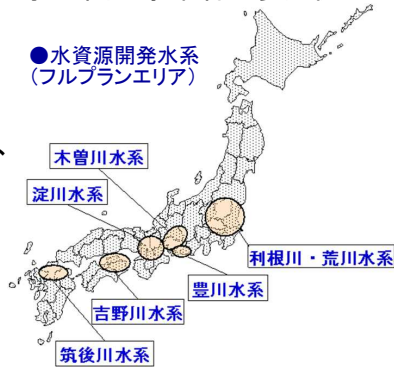 ●水資源開発水系
(フルプランエリア)
木曽川水系
淀川水系
利根川・荒川水系
豊川水系
吉野川水系
筑後川水系